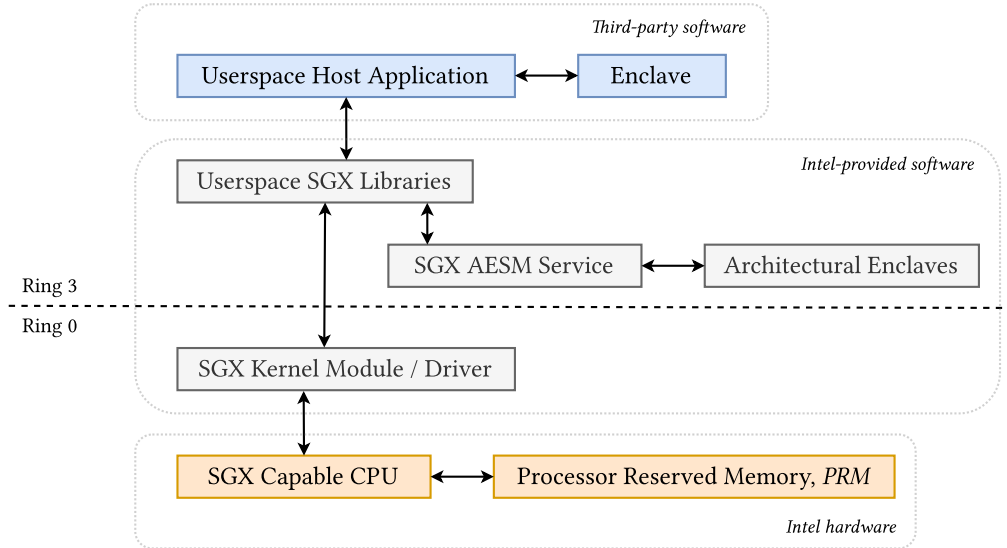 Third-party software
Userspace Host Application
Enclave
Intel-provided software
Userspace SGX Libraries
SGX AESM Service
Architectural Enclaves
Ring 3
Ring 0
SGX Kernel Module / Driver
SGX Capable CPU
Processor Reserved Memory, PRM
Intel hardware